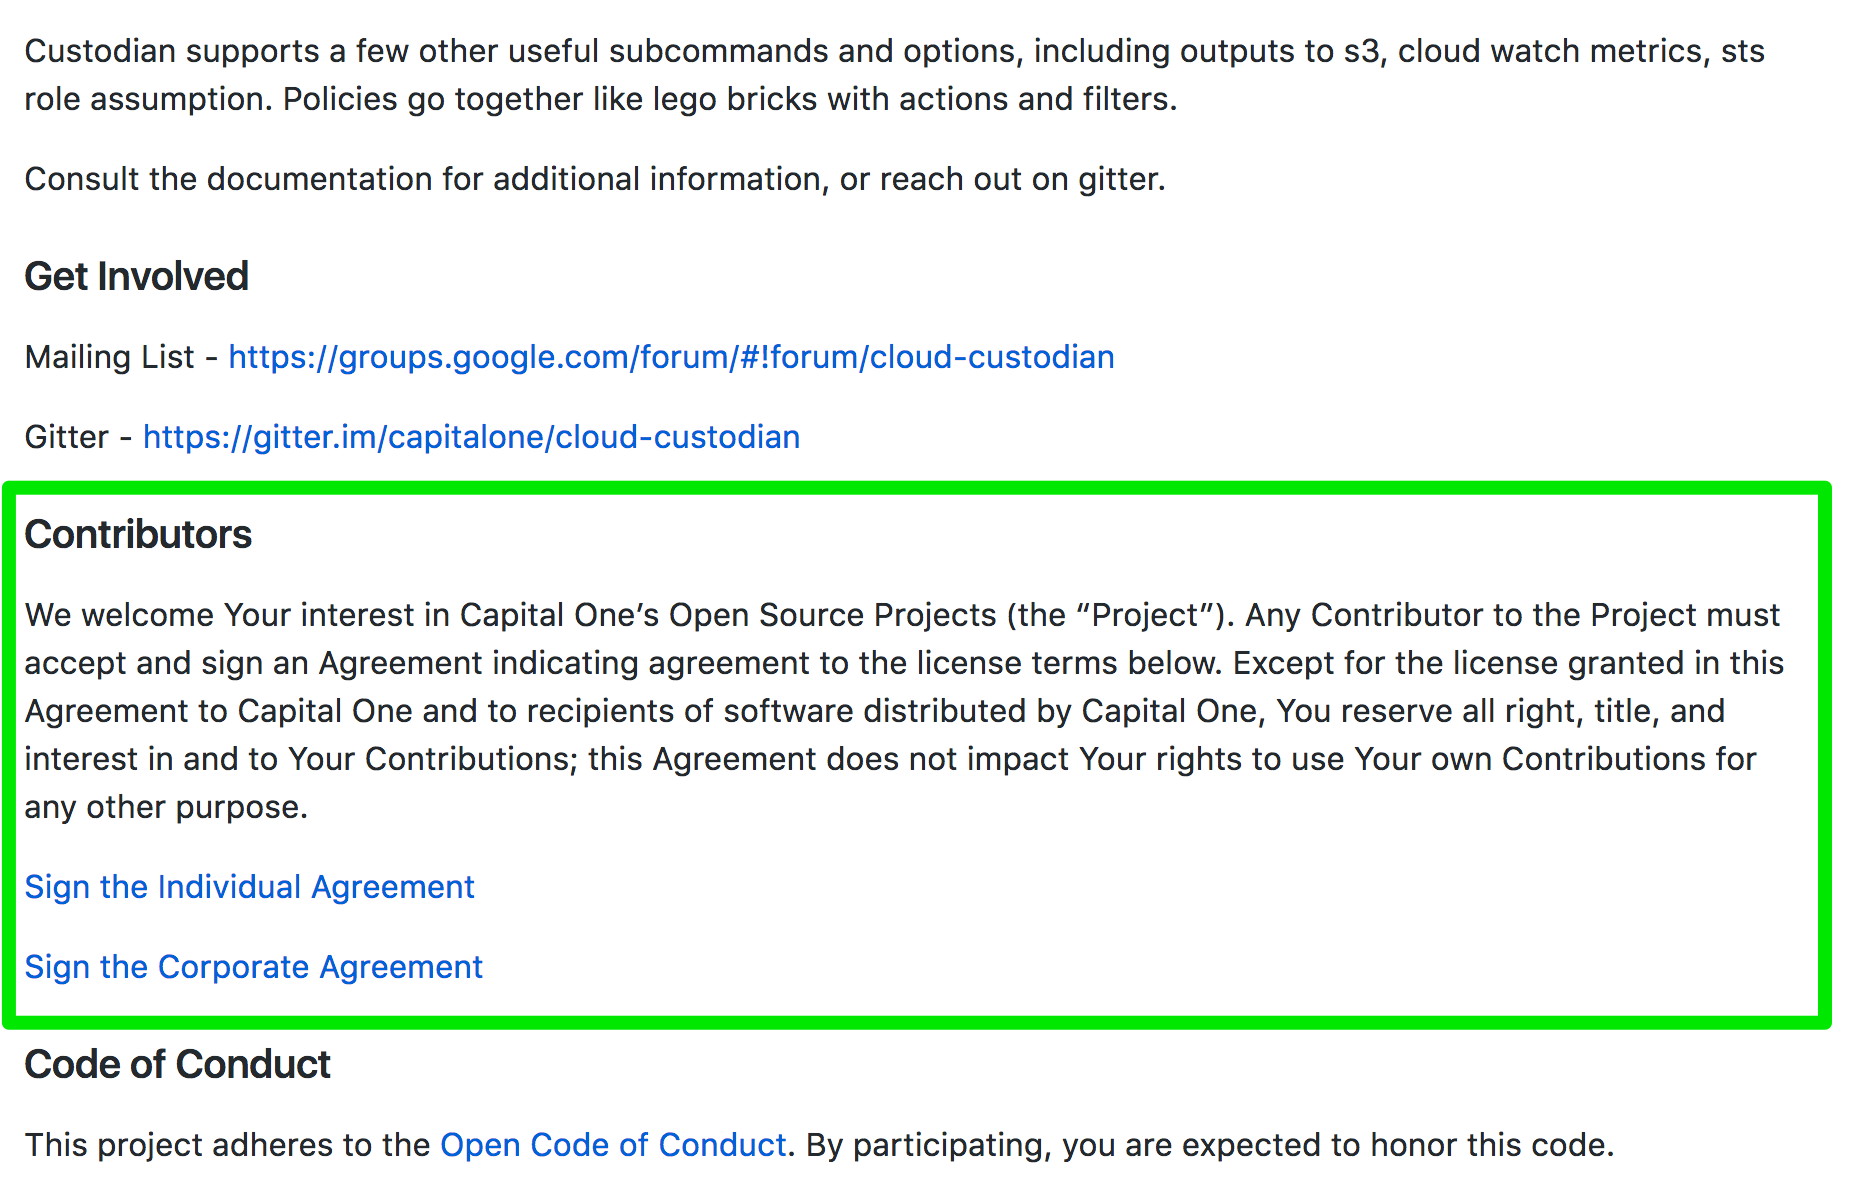 Custodian supports a few other useful subcommands and options, including outputs to s3, cloud watch metrics, sts
role assumption. Policies go together like lego bricks with actions and filters.
Consult the documentation for additional information, or reach out on gitter.
Get Involved
Mailing List - https://groups.google.com/forum/#!forum/cloud-custodian
Gitter - https://gitter.im/capitalone/cloud-custodian
Contributors
We welcome Your interest in Capital One’s Open Source Projects (the “Project”). Any Contributor to the Project must
accept and sign an Agreement indicating agreement to the license terms below. Except for the license granted in this
Agreement to Capital One and to recipients of software distributed by Capital One, You reserve all right, title, and
interest in and to Your Contributions; this Agreement does not impact Your rights to use Your own Contributions for
any other purpose.
Sign the Individual Agreement
Sign the Corporate Agreement
Code of Conduct
This project adheres to the Open Code of Conduct. By participating, you are expected to honor this code.